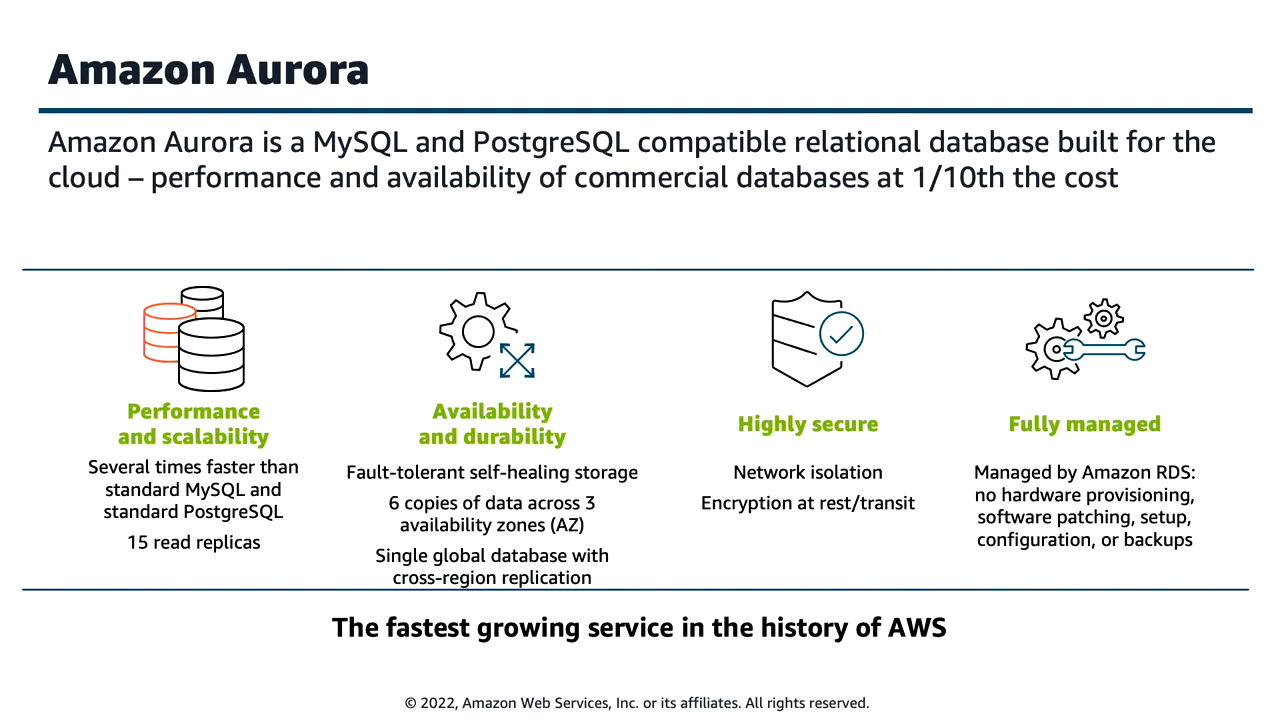 Amazon Aurora
Amazon Aurora is a MySQL and PostgreSQL compatible relational database built for the
cloud – performance and availability of commercial databases at 1/10th the cost
Performance
and scalability
Several times faster than
standard MySQL and
standard PostgreSQL
15 read replicas
Availability
and durability
Fault-tolerant self-healing storage
6 copies of data across 3
availability zones (AZ)
Single global database with
cross-region replication
Highly secure
Network isolation
Encryption at rest/transit
Fully managed
Managed by Amazon RDS:
no hardware provisioning,
software patching, setup,
configuration, or backups
The fastest growing service in the history of AWS
© 2022, Amazon Web Services, Inc. or its affiliates. All rights reserved.